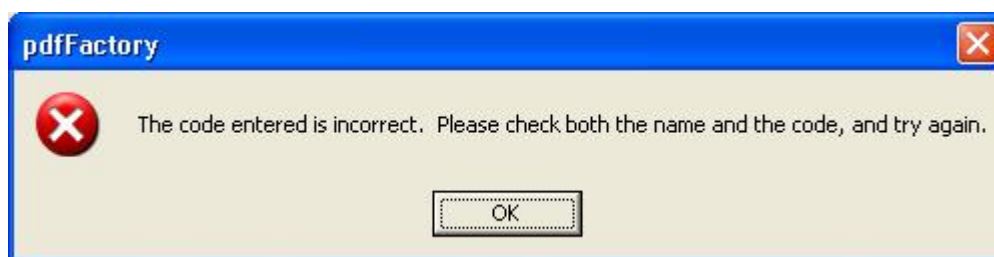 pdfFactory
The code entered is incorrect.  Please check both the name and the code, and try again.
OK